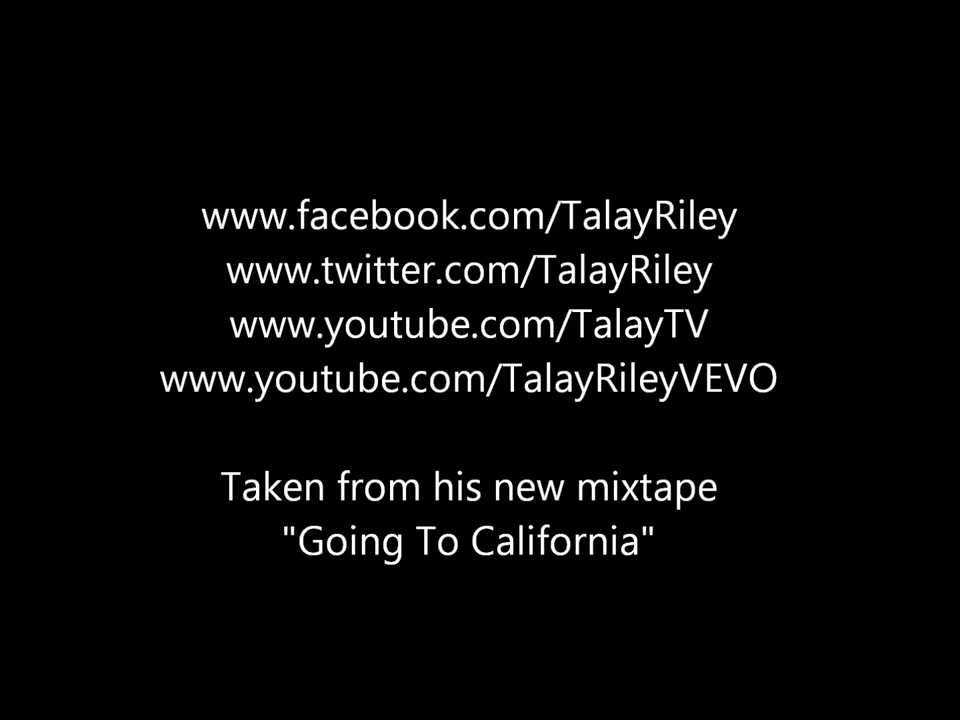 www.facebook.com/TalayRiley
www.twitter.com/TalayRiley
www.youtube.com/TalayTV
www.youtube.com/TalayRileyVEVO
Taken from his new mixtape
"Going To California"